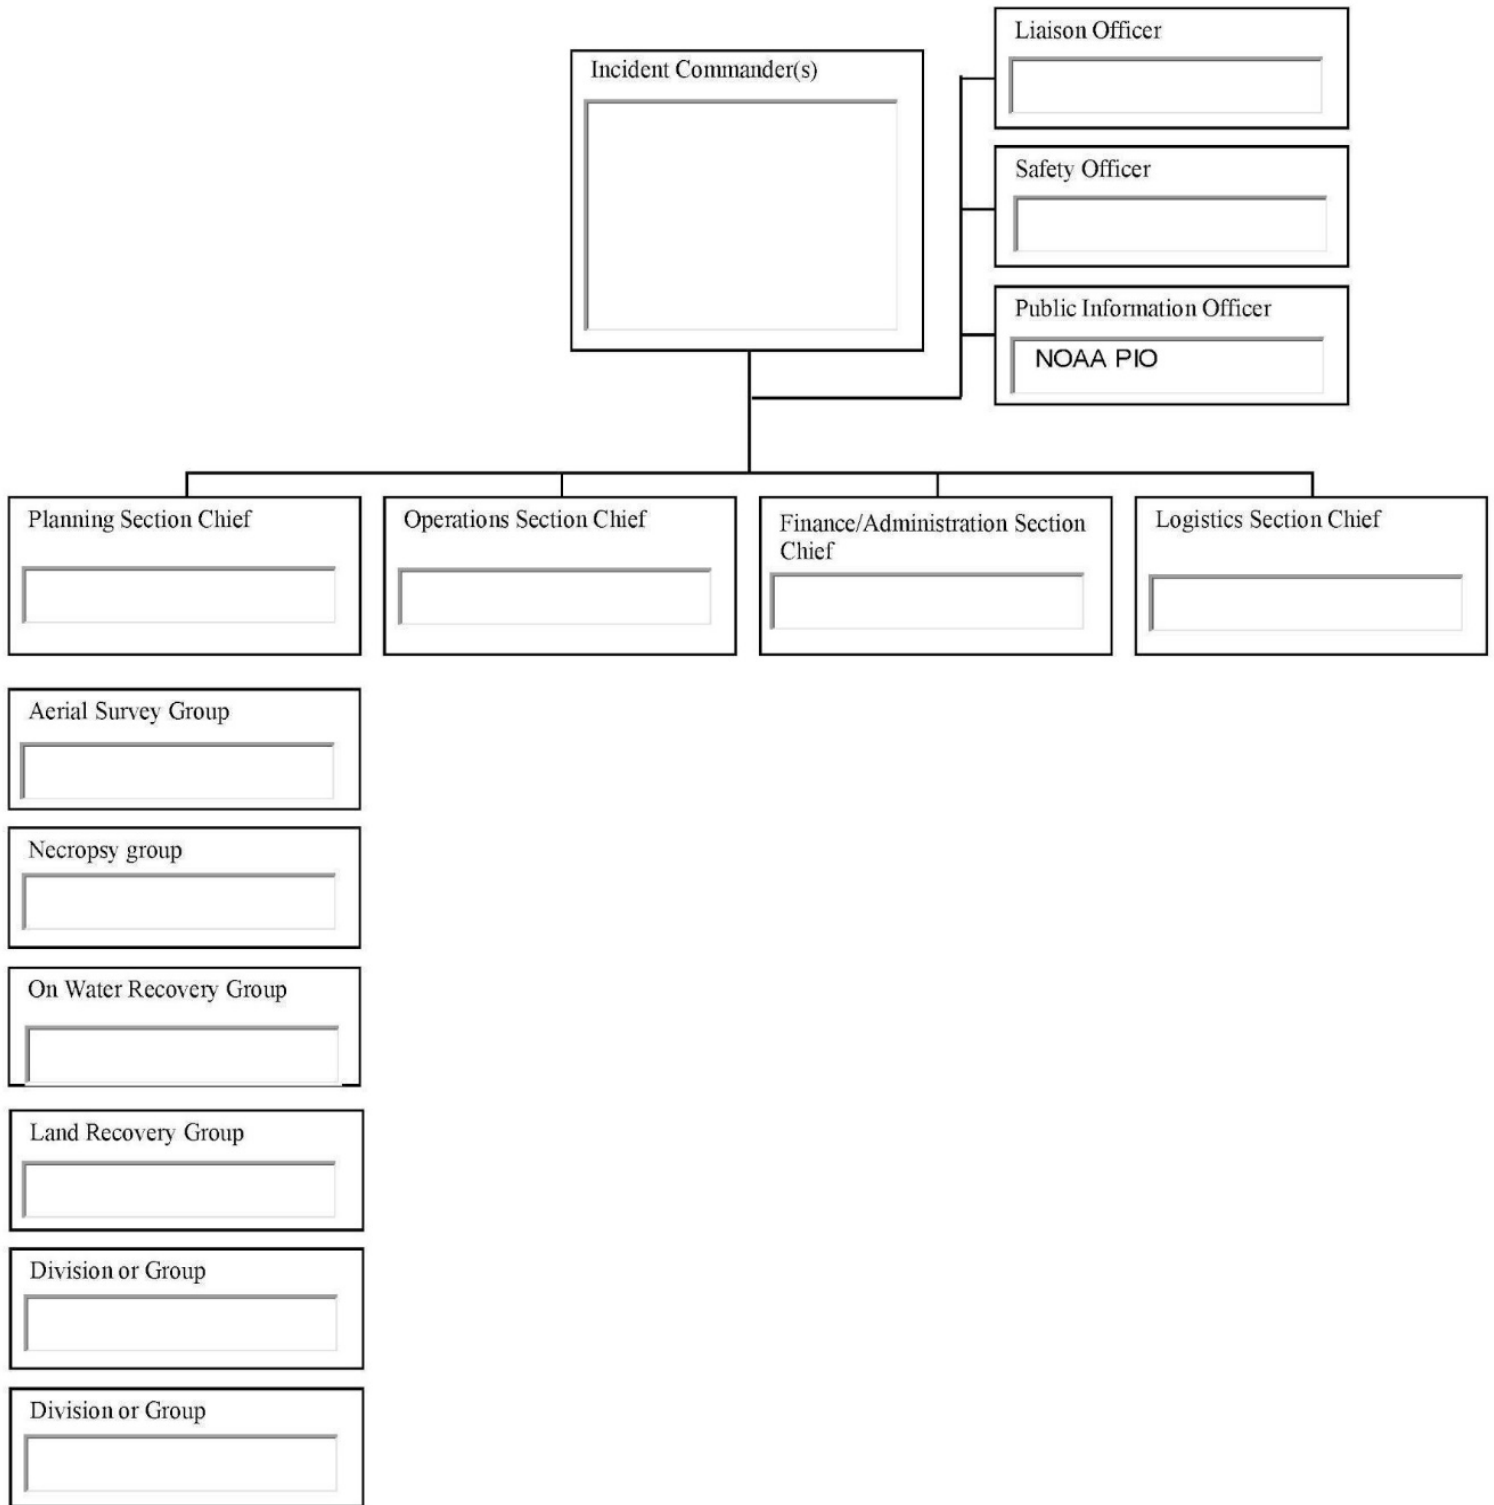 Incident Commander(s)
Liaison Officer
Safety Officer
Public Information Officer
NOAA PIO
Planning Section Chief
Operations Section Chief
Finance/Administration Section
Chief
Logistics Section Chief
Aerial Survey Group
Necropsy group
On Water Recovery Group
Land Recovery Group
Division or Group
Division or Group